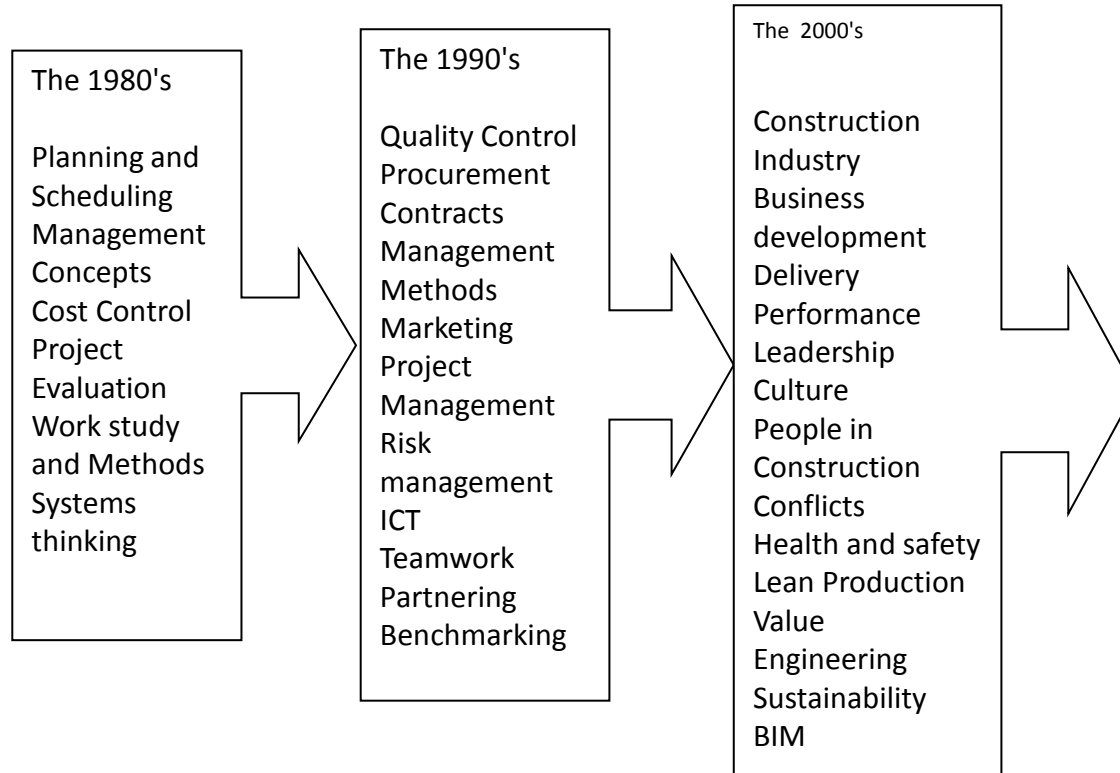 The 1980's
Planning and
Scheduling
Management
Concepts
Cost Control
Project
Evaluation
Work study
and Methods
Systems
thinking
The 1990's
Quality Control
Procurement
Contracts
Management
Methods
Marketing
Project
Management
Risk
management
ICT
Teamwork
Partnering
Benchmarking
The 2000's
Construction
Industry
Business
development
Delivery
Performance
Leadership
Culture
People in
Construction
Conflicts
Health and safety
Lean Production
Value
Engineering
Sustainability
BIM